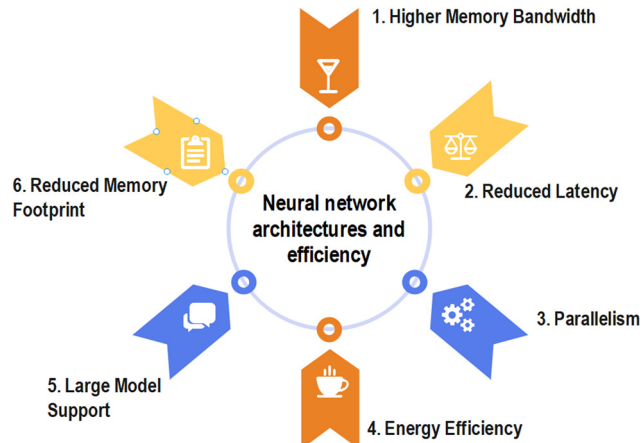 1. Higher Memory Bandwidth
2. Reduced Latency
3. Parallelism
4. Energy Efficiency
5. Large Model
Support
6. Reduced Memory
Footprint
Neural network
architectures and
efficiency